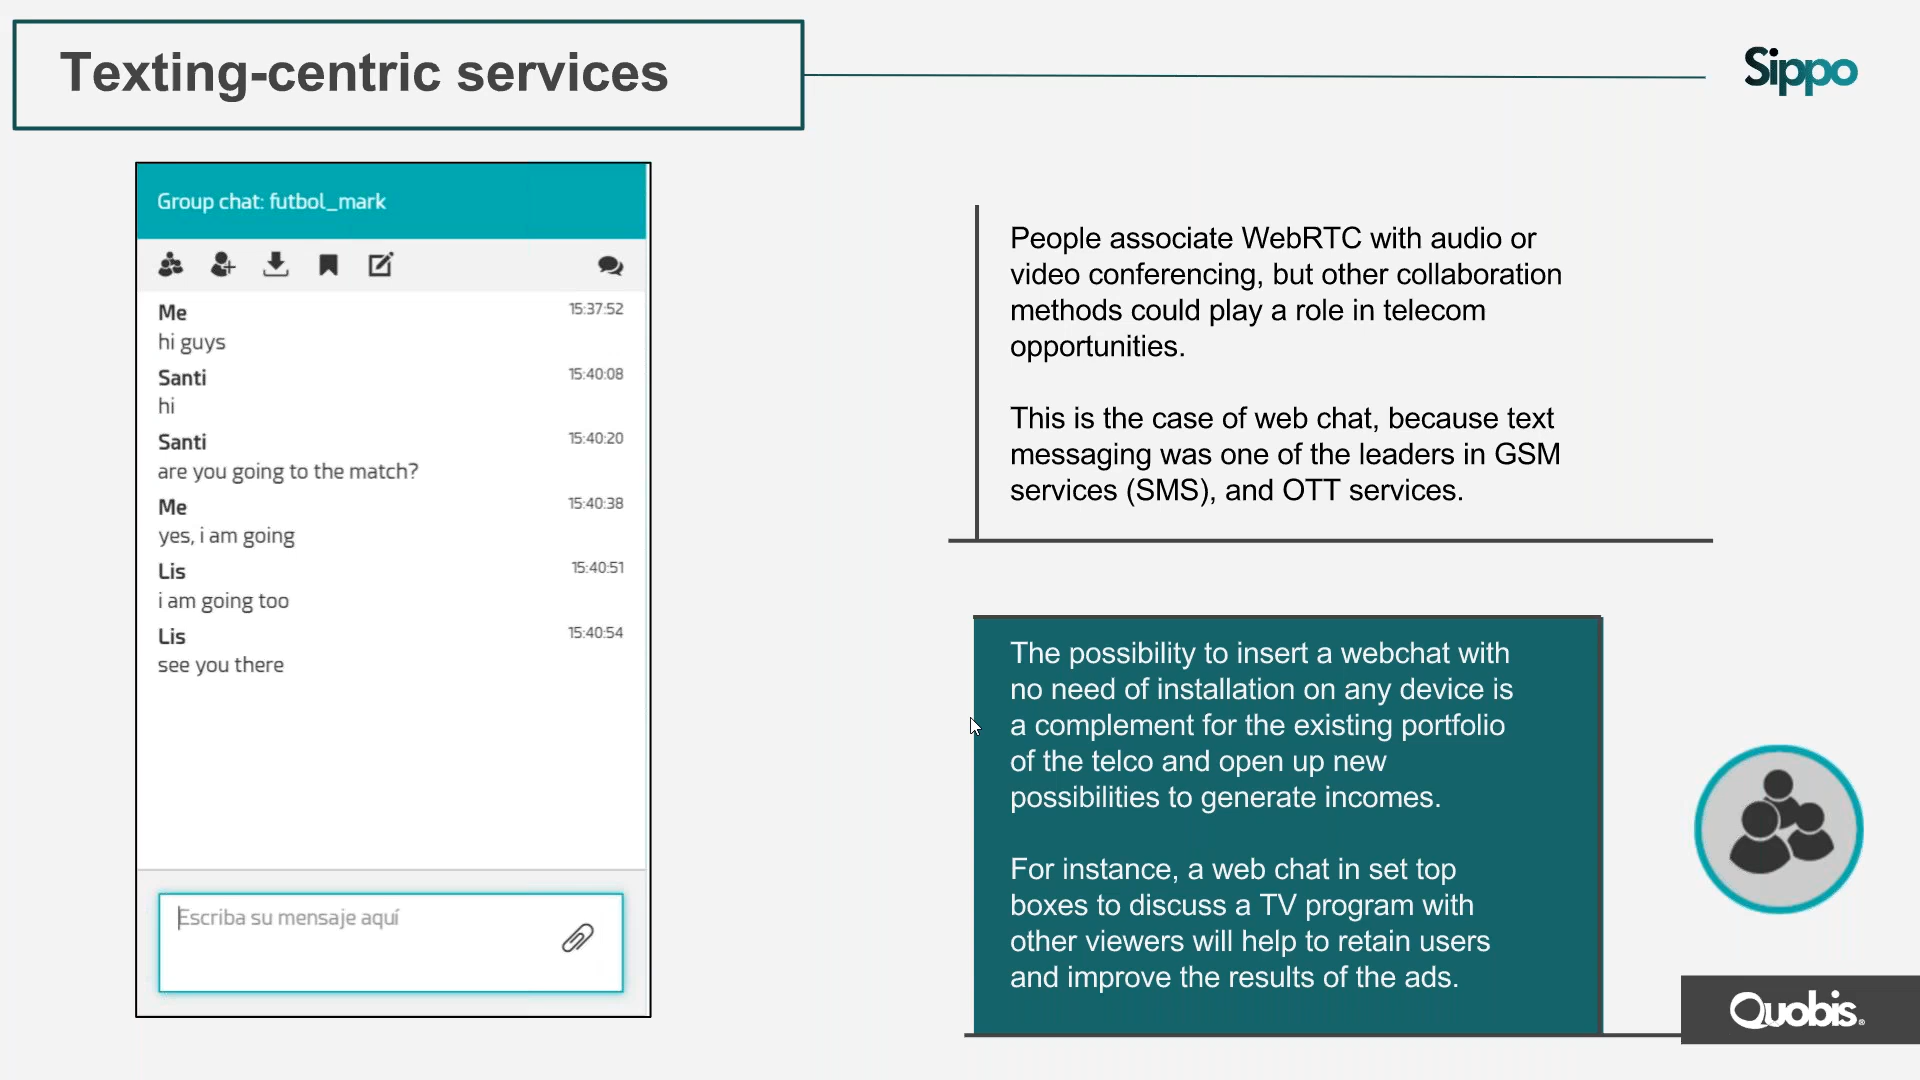 Texting-centric services
Sippo
Group chat: futbol_mark
Me 15:37:52
hi guys
Santi 15:40:08
hi
Santi 15:40:20
are you going to the match?
Me 15:40:38
yes, i am going
Lis 15:40:51
i am going too
Lis 15:40:54
see you there
Escriba su mensaje aquí
People associate WebRTC with audio or
video conferencing, but other collaboration
methods could play a role in telecom
opportunities.
This is the case of web chat, because text
messaging was one of the leaders in GSM
services (SMS), and OTT services.
The possibility to insert a webchat with
no need of installation on any device is
a complement for the existing portfolio
of the telco and open up new
possibilities to generate incomes.
For instance, a web chat in set top
boxes to discuss a TV program with
other viewers will help to retain users
and improve the results of the ads.
Quobis®